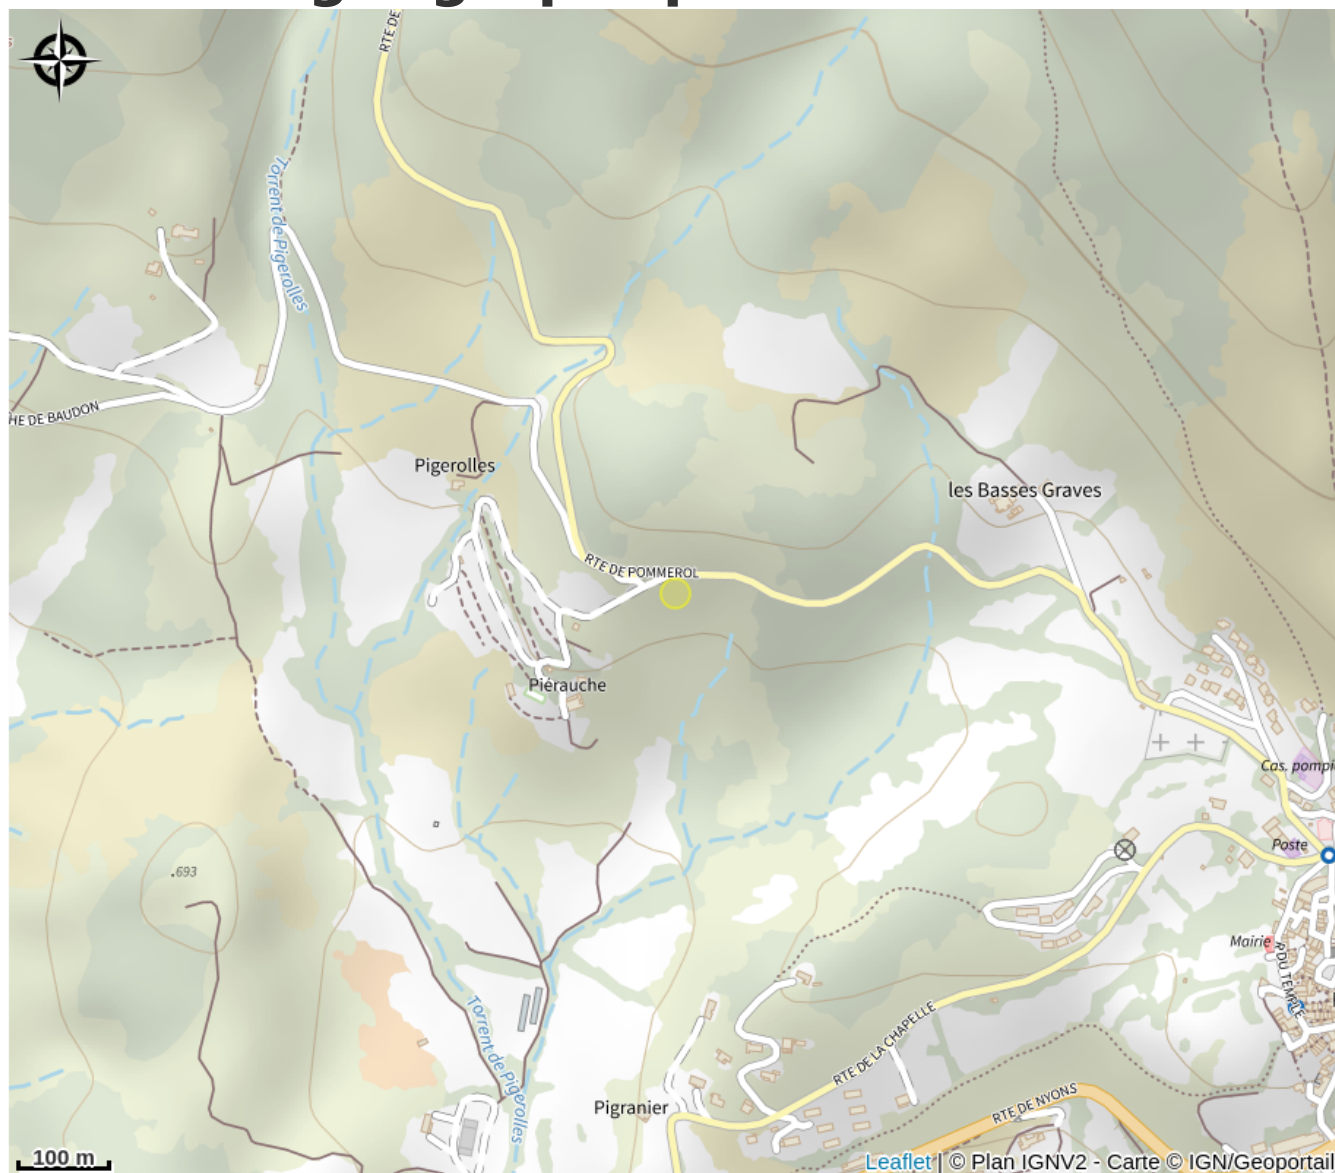 RTE DE
Torrent de Pigerolles
HE DE BAUDON
Pigerolles
les Basses Graves
RTE DE POMMEROL
Piérauche
Cas. pompi
.693
Poste
Mairie
R DU TEMPLE
Torrent de Pigerolles
RTE DE LA CHAPELLE
Pigranier
RTE DE NYONS
100 m
Leaflet | © Plan IGNV2 - Carte © IGN/Geoportail